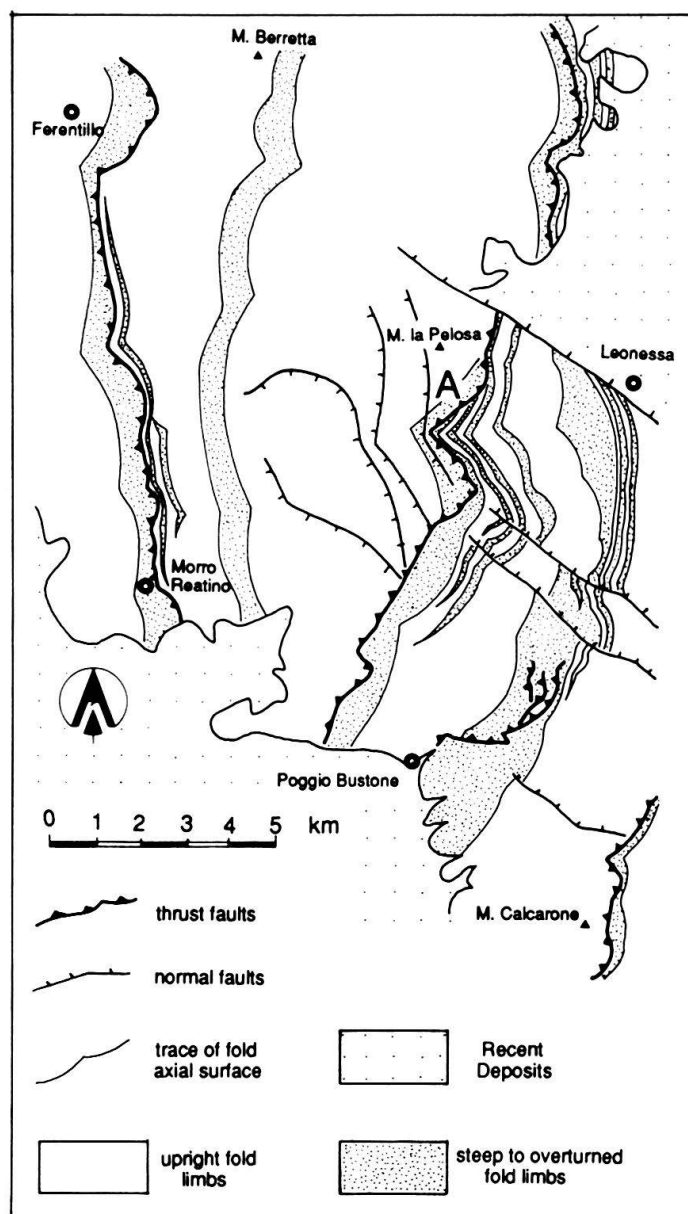 M. Berretta
Ferentillo
M. la Pelosa
Leonessa
A
Morro
Reatino
Poggio Bustone
0 1 2 3 4 5 km
M. Calcarone
thrust faults
normal faults
trace of fold
axial surface
Recent
Deposits
upright fold
limbs
steep to overturned
fold limbs